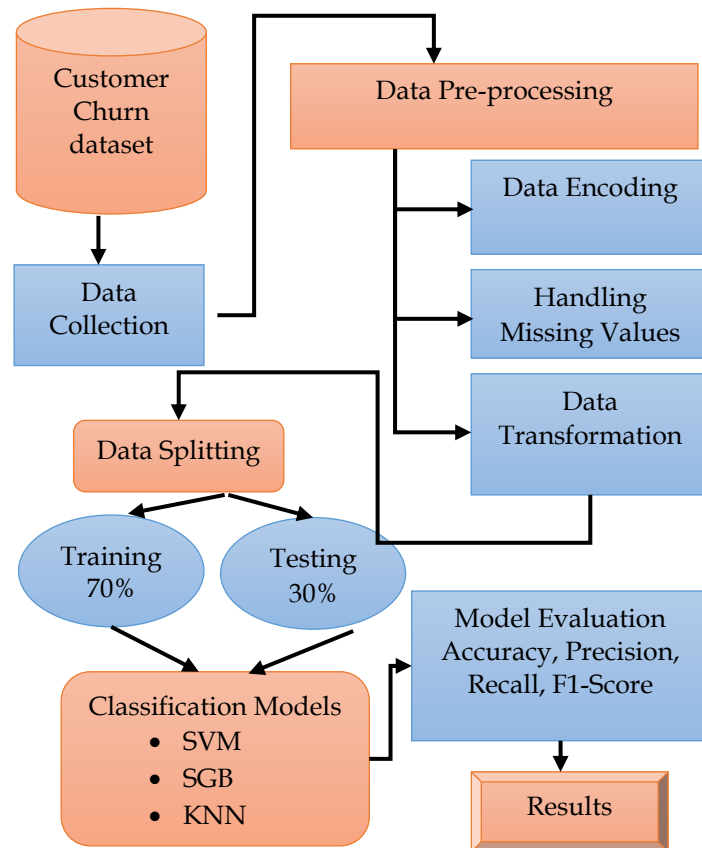 Customer
Churn
dataset
Data
Collection
Data Pre-processing
Data Encoding
Handling
Missing Values
Data
Transformation
Data Splitting
Training
70%
Testing
30%
Classification Models
• SVM
• SGB
• KNN
Model Evaluation
Accuracy, Precision,
Recall, F1-Score
Results